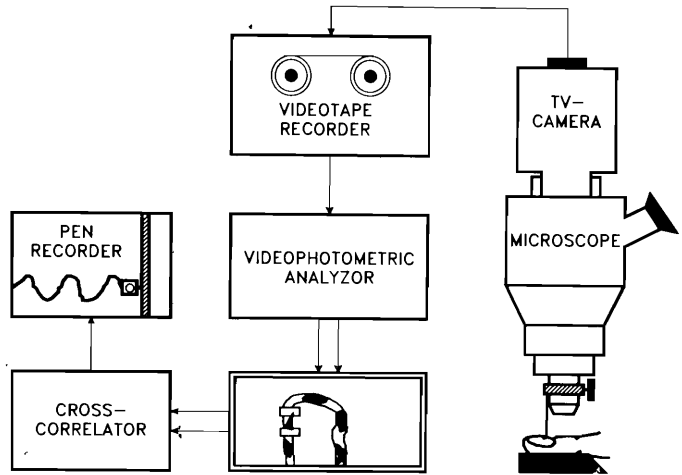 VIDEOTAPE
RECORDER
TV-
CAMERA
PEN
RECORDER
VIDEOPHOTOMETRIC
ANALYZOR
MICROSCOPE
CROSS-
CORRELATOR